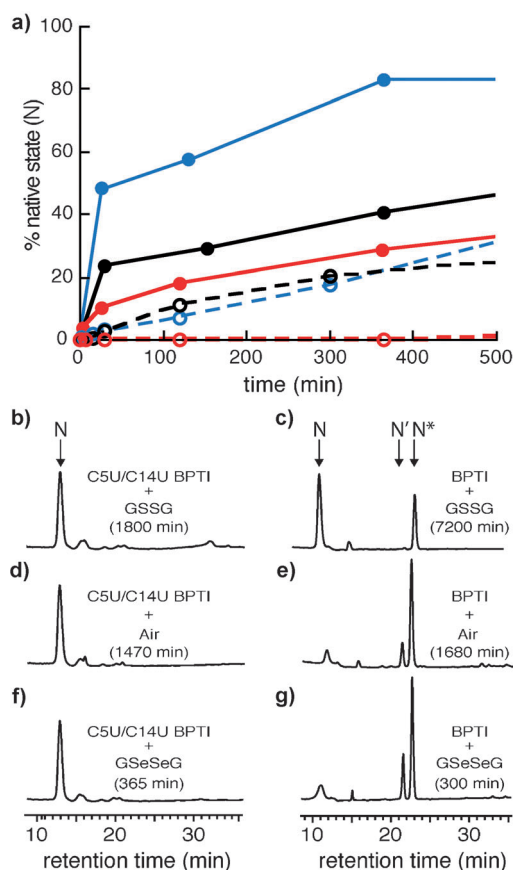 a)
100
80
60
40
20
0
% native state (N)
0
100
200
300
400
500
time (min)
b)
N
C5U/C14U BPTI
+
GSSG
(1800 min)
c)
N
N' N*
BPTI
+
GSSG
(7200 min)
d)
C5U/C14U BPTI
+
Air
(1470 min)
e)
BPTI
+
Air
(1680 min)
f)
C5U/C14U BPTI
+
GSeSeG
(365 min)
g)
BPTI
+
GSeSeG
(300 min)
10 20 30
retention time (min)
10 20 30
retention time (min)